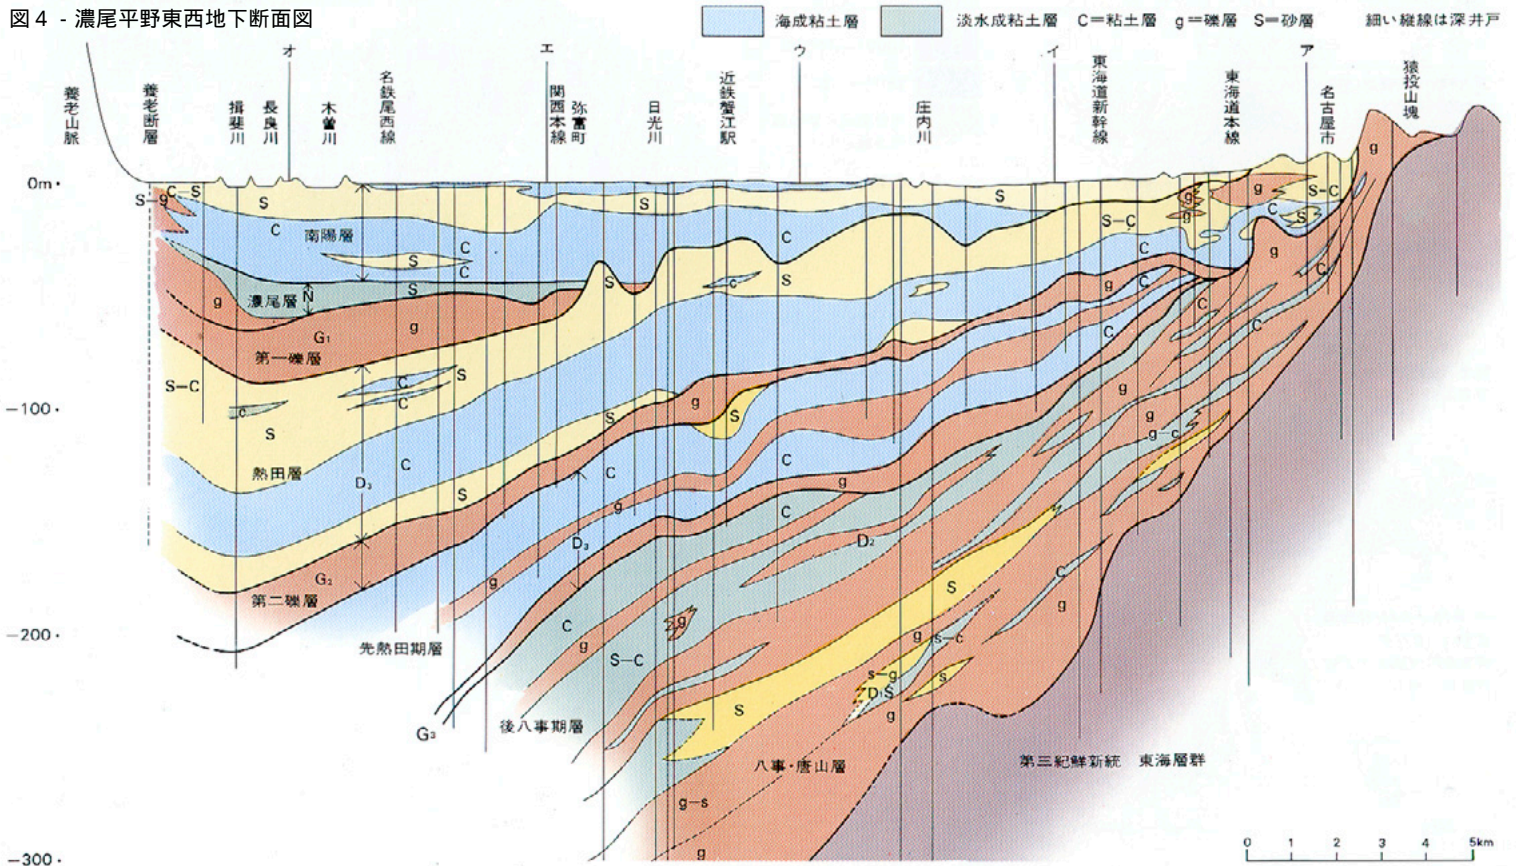 図4 - 濃尾平野東西地下断面図
海成粘土層
淡水成粘土層
C=粘土層
g=礫層
S=砂層
細い縦線は深井戸
オ
エ
ウ
イ
ア
養老山脈
養老断層
揖斐川
長良川
木曽川
名鉄尾西線
関西本線
弥富町
日光川
近鉄蟹江駅
庄内川
東海道新幹線
東海道本線
名古屋市
猿投山塊
0m
-100
-200
-300
C-S
S-g
S
C
南陽層
S
C
C
濃尾層
N
S
g
G1
g
第一礫層
S-C
C
C
S
c
S
熱田層
C
D3
S
G2
第二礫層
先熱田期層
G3
後八事期層
S
S
C
S
c
S
g
S
C
g
D3
g
C
g
C
D2
C
g
S-C
g
S
S
g
s-c
s-g
D1S
s
g
八事・唐山層
g-s
g
C
g
第三紀鮮新統 東海層群
S
S-C
C
g
C
C
g
g
g-c
C
C
C
g
g
g
g
S-C
C
S
g
g
0 1 2 3 4 5km